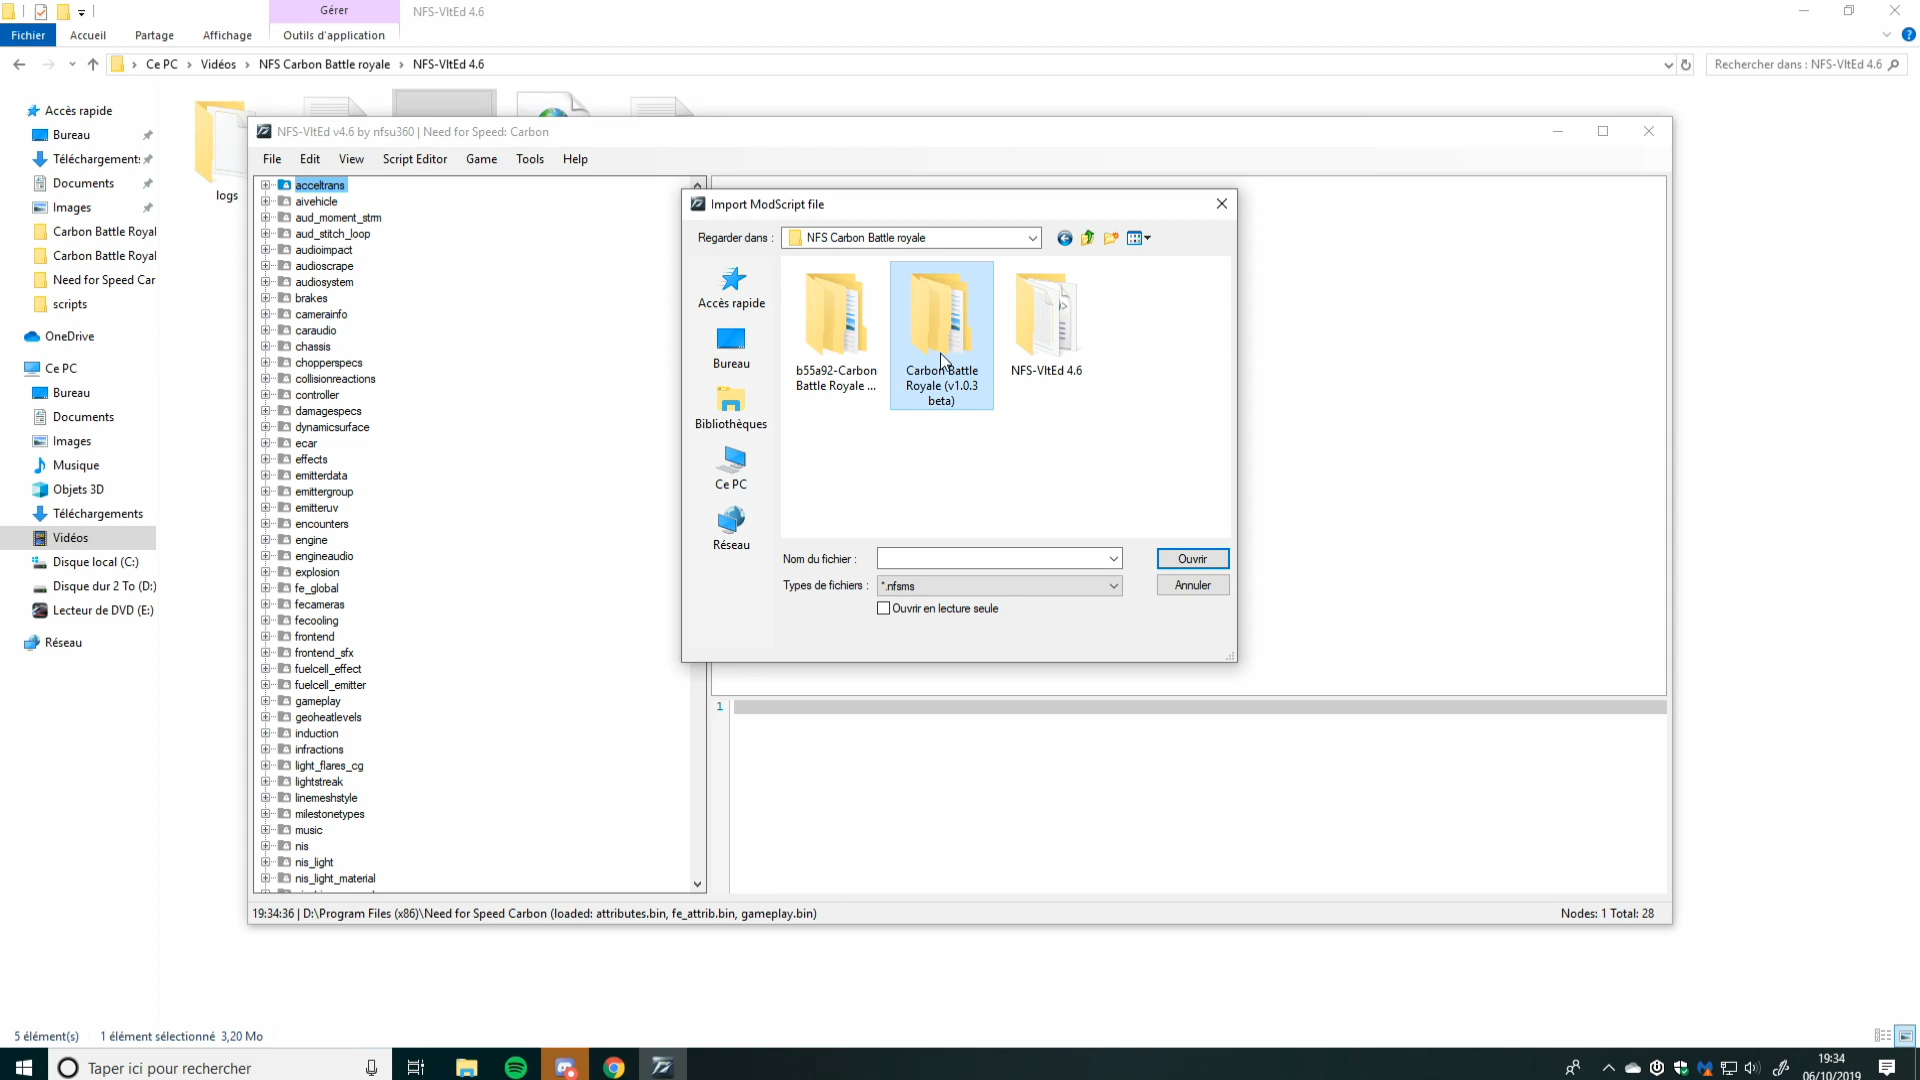 Gérer
NFS-VltEd 4.6
Fichier
Accueil
Partage
Affichage
Outils d'application
Ce PC
Vidéos
NFS Carbon Battle royale
NFS-VltEd 4.6
Rechercher dans : NFS-VltEd 4.6
Accès rapide
Bureau
Téléchargement:
Documents
Images
Carbon Battle Royal
Carbon Battle Royal
Need for Speed Car
scripts
OneDrive
Ce PC
Bureau
Documents
Images
Musique
Objets 3D
Téléchargements
Vidéos
Disque local (C:)
Disque dur 2 To (D:)
Lecteur de DVD (E:)
Réseau
logs
NFS-VltEd v4.6 by nfsu360 | Need for Speed: Carbon
File
Edit
View
Script Editor
Game
Tools
Help
acceltrans
aivehicle
aud_moment_strm
aud_stitch_loop
audioimpact
audioscrape
audiosystem
brakes
camerainfo
caraudio
chassis
chopperspecs
collisionreactions
controller
damagespecs
dynamicsurface
ecar
effects
emitterdata
emittergroup
emitteruv
encounters
engine
engineaudio
explosion
fe_global
fecameras
fecooling
frontend
frontend_sfx
fuelcell_effect
fuelcell_emitter
gameplay
geoheatlevels
induction
infractions
light_flares_cg
lightstreak
linemeshstyle
milestonetypes
music
nis
nis_light
nis_light_material
Import ModScript file
Regarder dans :
NFS Carbon Battle royale
Accès rapide
Bureau
Bibliothèques
Ce PC
Réseau
b55a92-Carbon
Battle Royale ...
Carbon Battle
Royale (v1.0.3
beta)
NFS-VltEd 4.6
Nom du fichier :
Ouvrir
Types de fichiers :
*.nfsms
Annuler
Ouvrir en lecture seule
1
19:34:36 | D:\Program Files (x86)\Need for Speed Carbon (loaded: attributes.bin, fe_attrib.bin, gameplay.bin)
Nodes: 1 Total: 28
5 élément(s)
1 élément sélectionné 3,20 Mo
Taper ici pour rechercher
19:34
06/10/2019